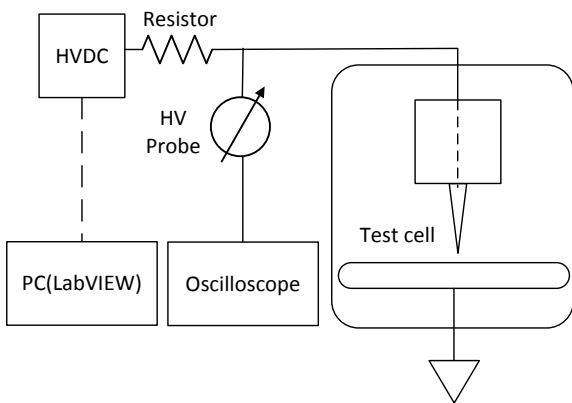 Resistor
HVDC
HV
Probe
Test cell
PC(LabVIEW)
Oscilloscope